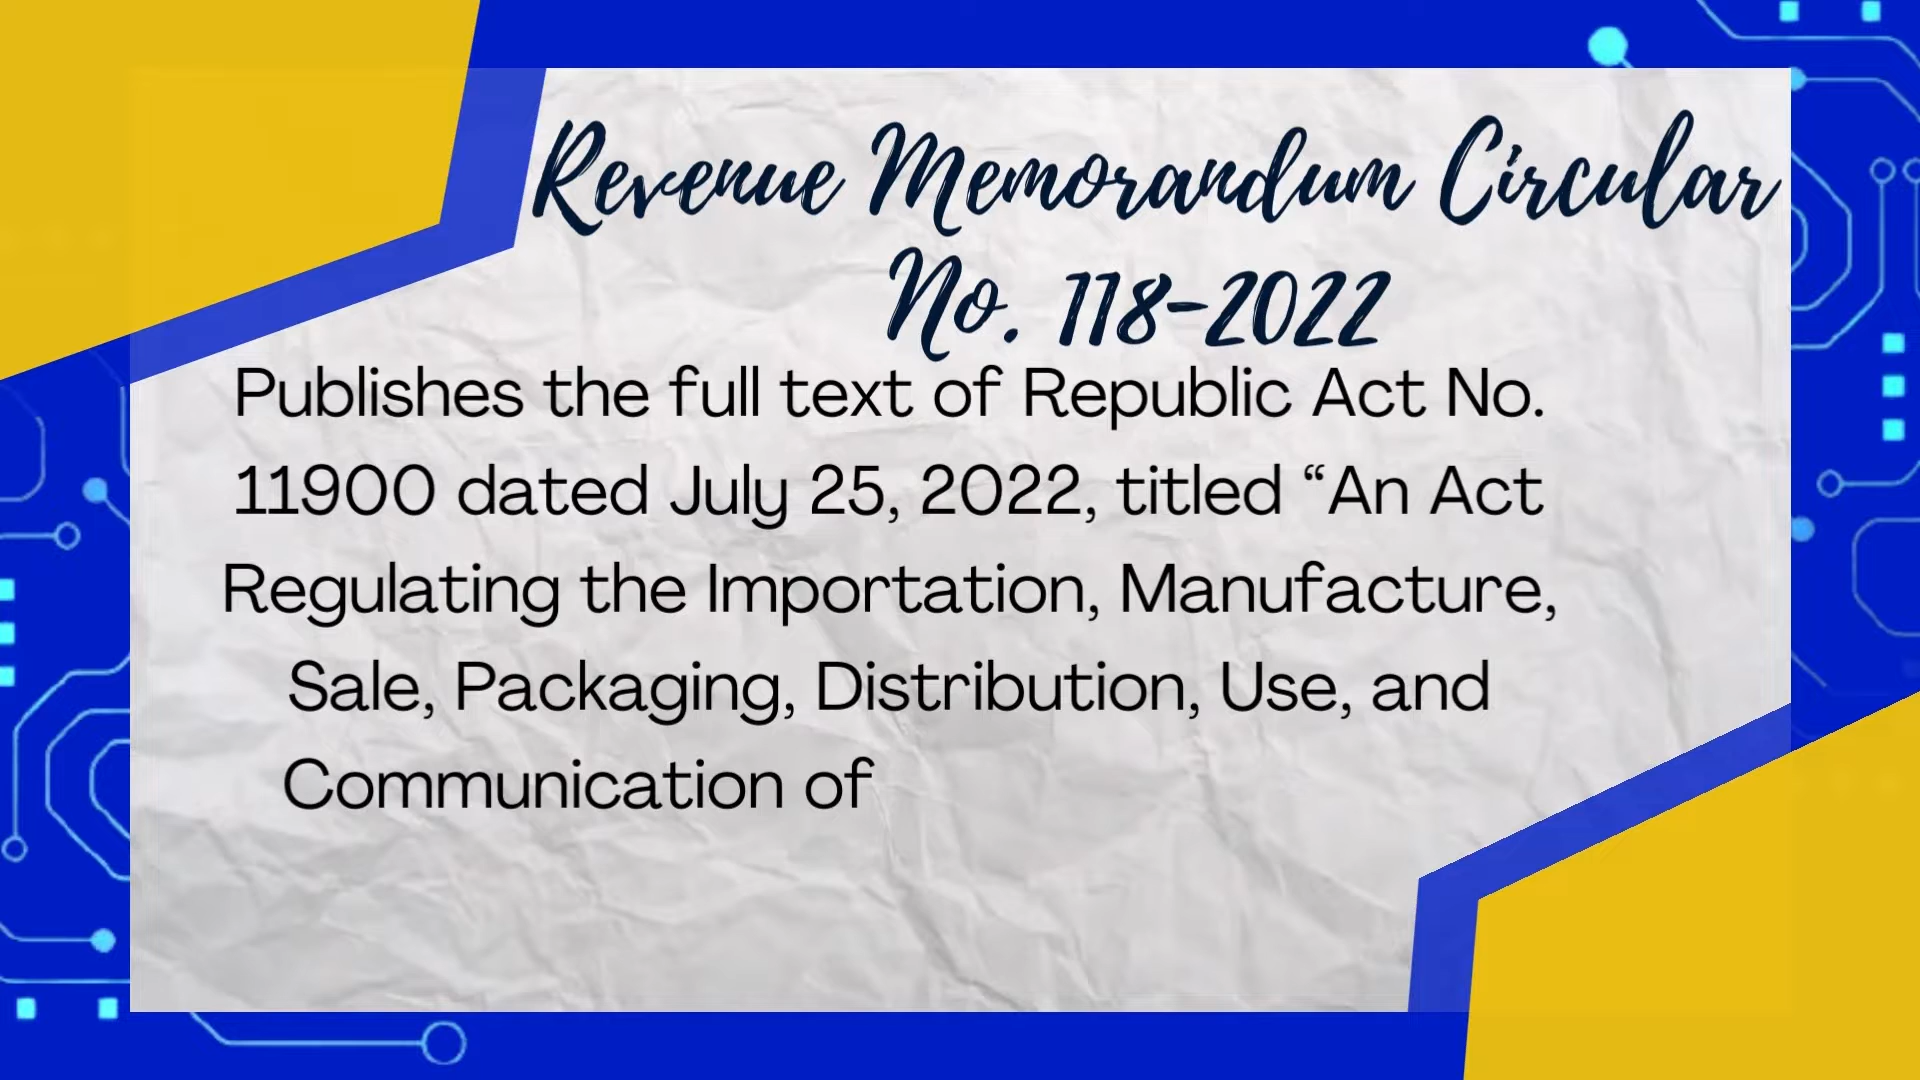 Revenue Memorandum Circular
No. 118-2022
Publishes the full text of Republic Act No.
11900 dated July 25, 2022, titled “An Act
Regulating the Importation, Manufacture,
Sale, Packaging, Distribution, Use, and
Communication of